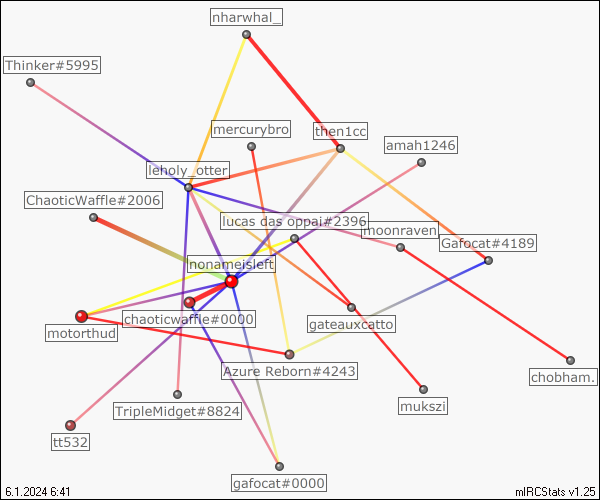 nharwhal_
Thinker#5995
mercurybro
then1cc
amah1246
leholy_otter
ChaoticWaffle#2006
lucas das oppai#2396
moonraven_
Gafocat#4189
nonameisleft
chaoticwaffle#0000
motorthud
gateauxcatto
Azure Reborn#4243
chobham.
TripleMidget#8824
mukszi
tt532
gafocat#0000
6.1.2024 6:41
mIRCStats v1.25